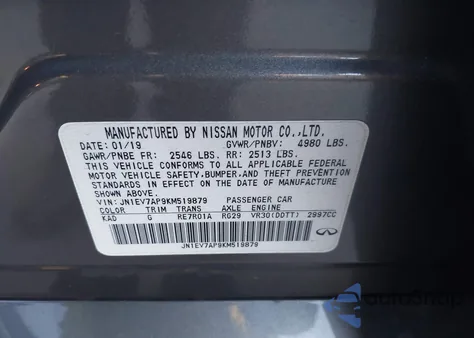 MANUFACTURED BY NISSAN MOTOR CO.,LTD.
DATE: 01/19 GVWR/PNBV: 4980 LBS.
GAWR/PNBE FR: 2546 LBS. RR: 2513 LBS.
THIS VEHICLE CONFORMS TO ALL APPLICABLE FEDERAL
MOTOR VEHICLE SAFETY,BUMPER,AND THEFT PREVENTION
STANDARDS IN EFFECT ON THE DATE OF MANUFACTURE
SHOWN ABOVE.
VIN: JN1EV7AP9KM519879 PASSENGER CAR
COLOR TRIM TRANS AXLE ENGINE
KAD G RE7R01A RG29 VR30(DDTT) 2997CC
JN1EV7AP9KM519879